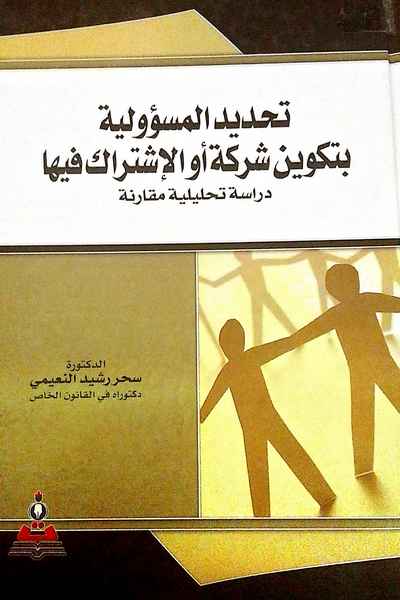 تحديد المسؤولية
بتكوين شركة أو الإشتراك فيها
دراسة تحليلية مقارنة
الدكتورة
سحر رشيد النعيمي
دكتوراه في القانون الخاص